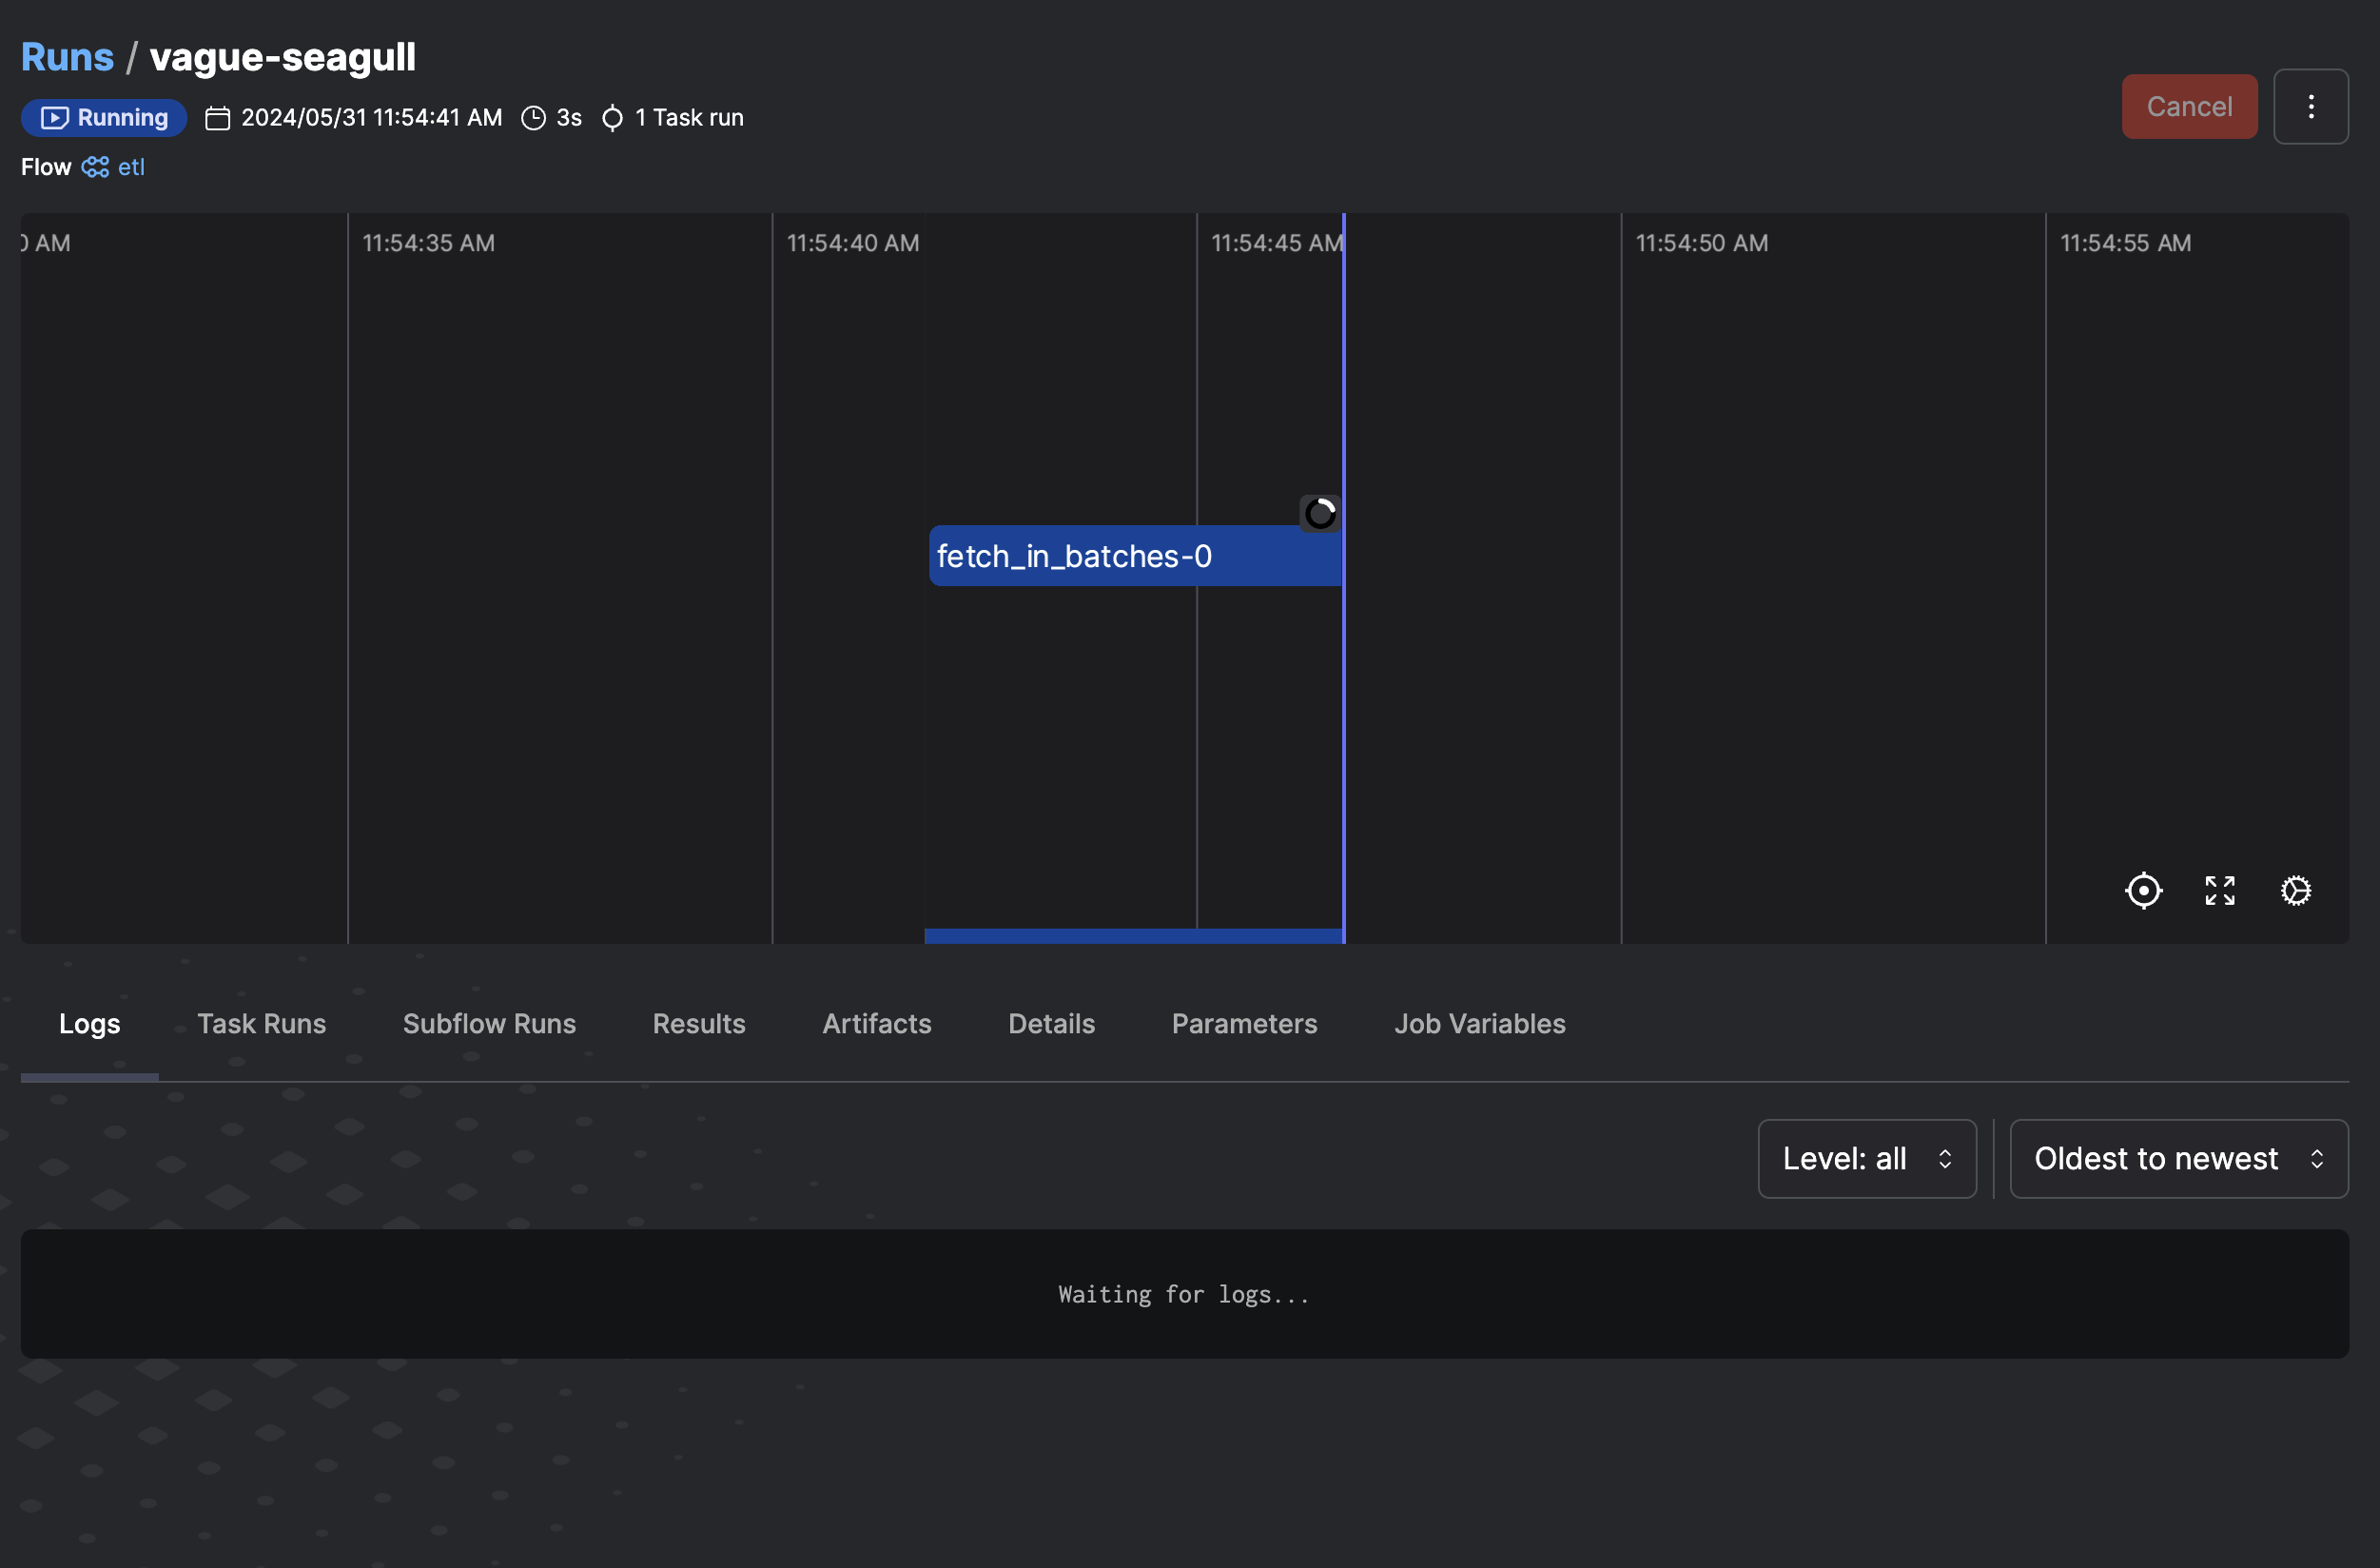 Runs / vague-seagull
Running 2024/05/31 11:54:41 AM 3s 1 Task run
Cancel
Flow etl
0 AM 11:54:35 AM 11:54:40 AM 11:54:45 AM 11:54:50 AM 11:54:55 AM
fetch_in_batches-0
Logs Task Runs Subflow Runs Results Artifacts Details Parameters Job Variables
Level: all Oldest to newest
Waiting for logs...